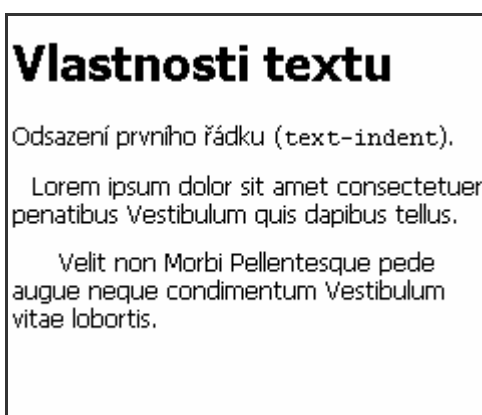 Vlastnosti textu
Odsazení prvního řádku (text-indent).
Lorem ipsum dolor sit amet consectetuer
penatibus Vestibulum quis dapibus tellus.
Velit non Morbi Pellentesque pede
augue neque condimentum Vestibulum
vitae lobortis.